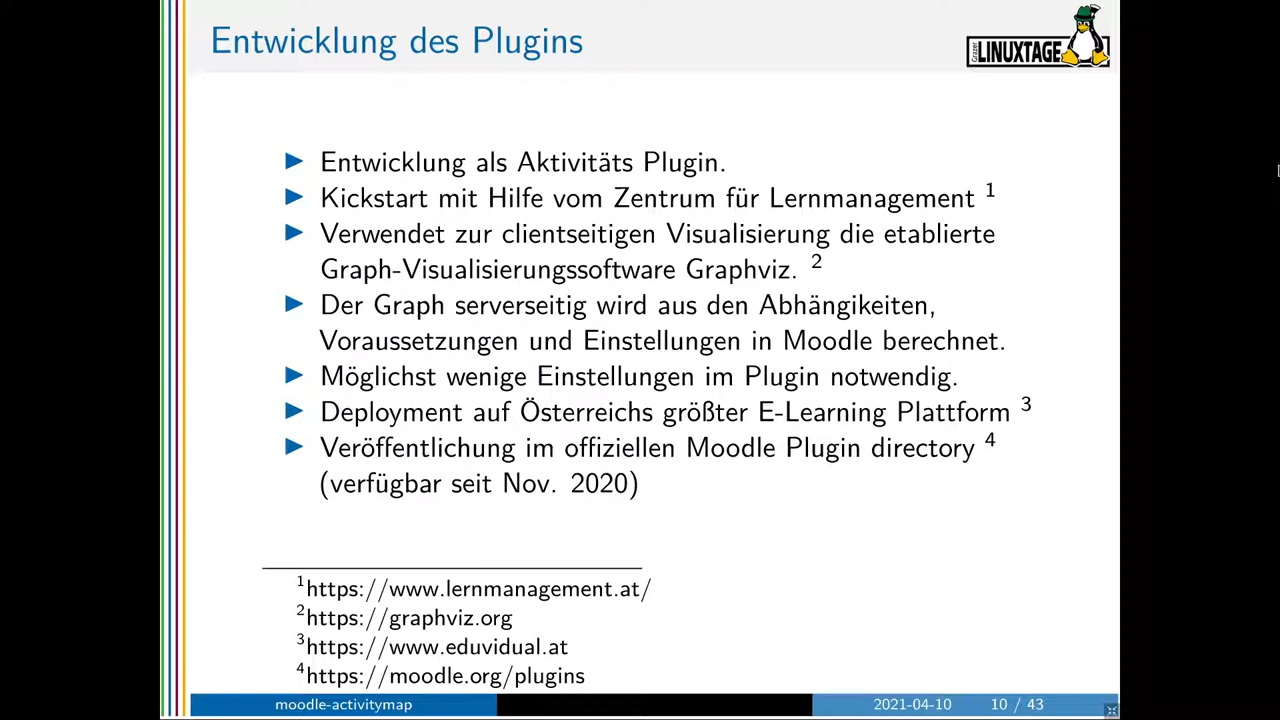 Entwicklung des Plugins
Grazer
LINUXTAGE
Entwicklung als Aktivitäts Plugin.
Kickstart mit Hilfe vom Zentrum für Lernmanagement 1
Verwendet zur clientseitigen Visualisierung die etablierte
Graph-Visualisierungssoftware Graphviz. 2
Der Graph serverseitig wird aus den Abhängikeiten,
Voraussetzungen und Einstellungen in Moodle berechnet.
Möglichst wenige Einstellungen im Plugin notwendig.
Deployment auf Österreichs größter E-Learning Plattform 3
Veröffentlichung im offiziellen Moodle Plugin directory 4
(verfügbar seit Nov. 2020)
1https://www.lernmanagement.at/
2https://graphviz.org
3https://www.eduvidual.at
4https://moodle.org/plugins
moodle-activitymap 2021-04-10 10 / 43